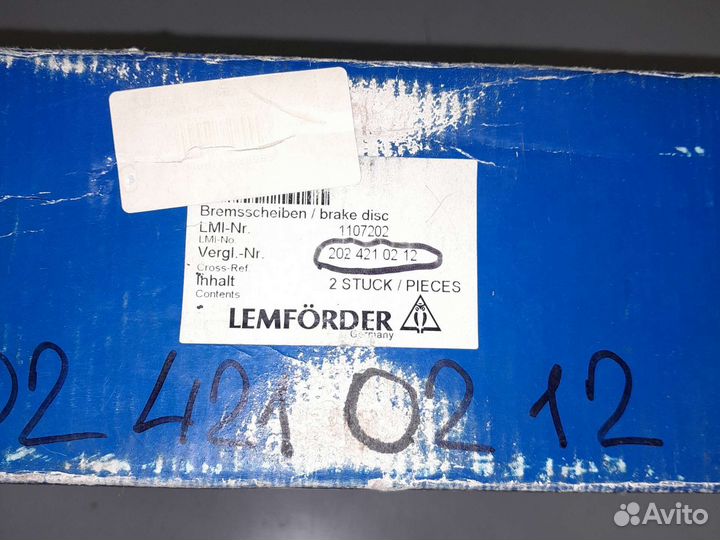 Bremsscheiben / brake disc
LMI-Nr. 1107202
LMI-No.
Vergl.-Nr. 202 421 02 12
Cross-Ref.
Inhalt 2 STUCK / PIECES
Contents
LEMFÖRDER
Germany
02 421 02 12
Avito